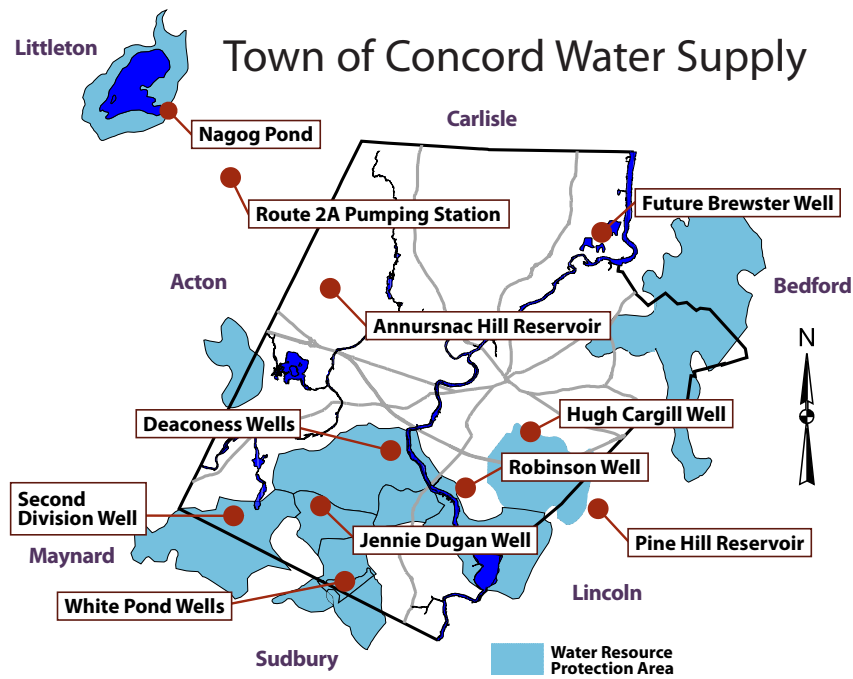 Littleton
Town of Concord Water Supply
Carlisle
Nagog Pond
Route 2A Pumping Station
Future Brewster Well
Acton
Bedford
Annursnac Hill Reservoir
N
Deaconess Wells
Hugh Cargill Well
Robinson Well
Second
Division Well
Jennie Dugan Well
Pine Hill Reservoir
Maynard
Lincoln
White Pond Wells
Sudbury
Water Resource
Protection Area